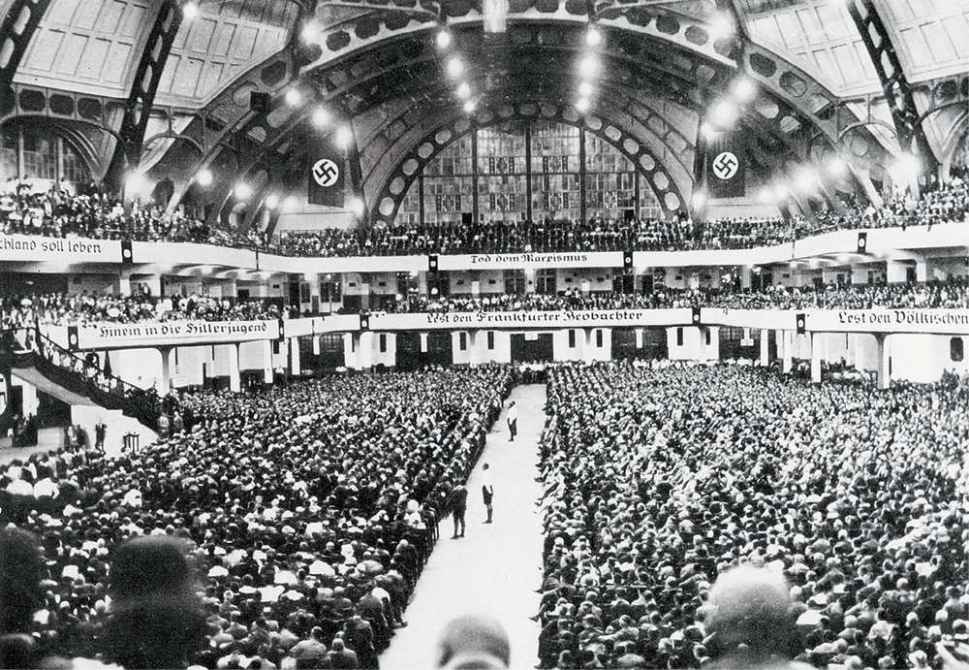 chland soll leben
Tod dem Marxismus
Hinein in die Hitlerjugend
Lest den Frankfurter Beobachter
Lest den Völkischen